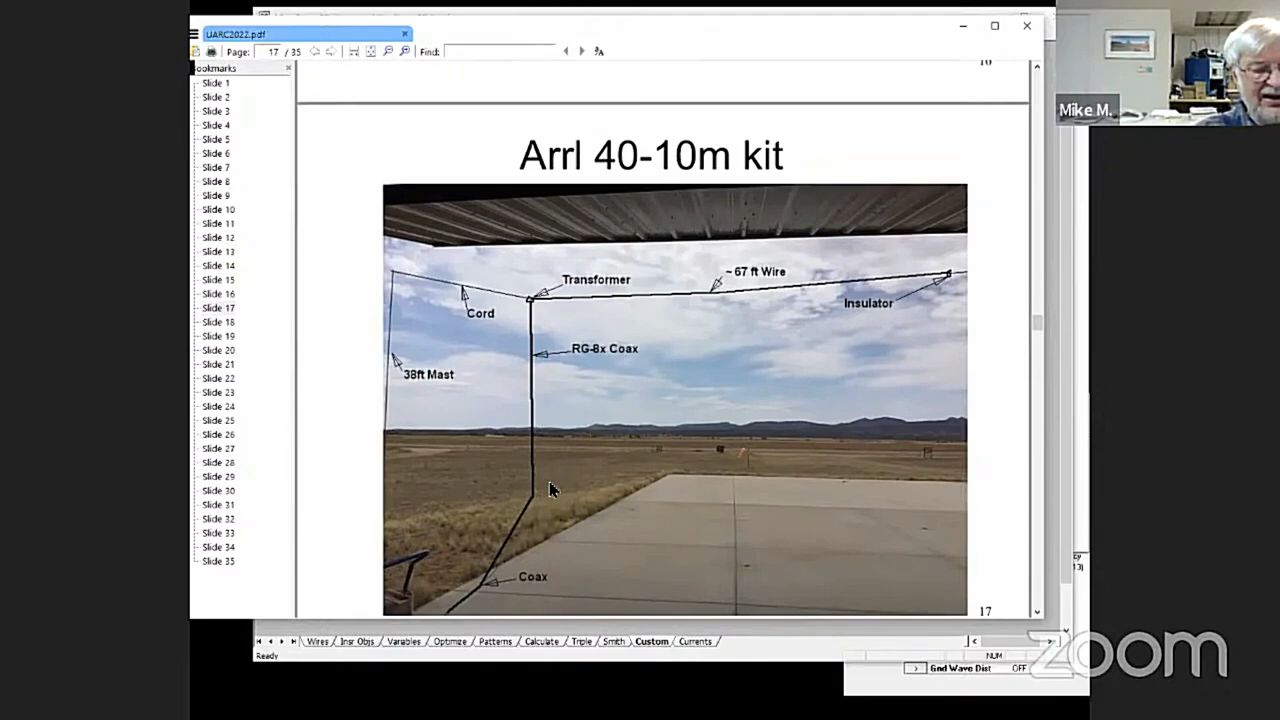 UARC2022.pdf
Page: 17 / 35 Find:
ookmarks
Slide 1
Slide 2
Slide 3
Slide 4
Slide 5
Slide 6
Slide 7
Slide 8
Slide 9
Slide 10
Slide 11
Slide 12
Slide 13
Slide 14
Slide 15
Slide 16
Slide 17
Slide 18
Slide 19
Slide 20
Slide 21
Slide 22
Slide 23
Slide 24
Slide 25
Slide 26
Slide 27
Slide 28
Slide 29
Slide 30
Slide 31
Slide 32
Slide 33
Slide 34
Slide 35
16
Arrl 40-10m kit
Transformer
~ 67 ft Wire
Cord
Insulator
RG-8x Coax
38ft Mast
Coax
17
Mike M.
Wires Insr Objs Variables Optimize Patterns Calculate Triple Smith Custom Currents
Ready
NUM
> Gnd Wave Dist OFF
zoom